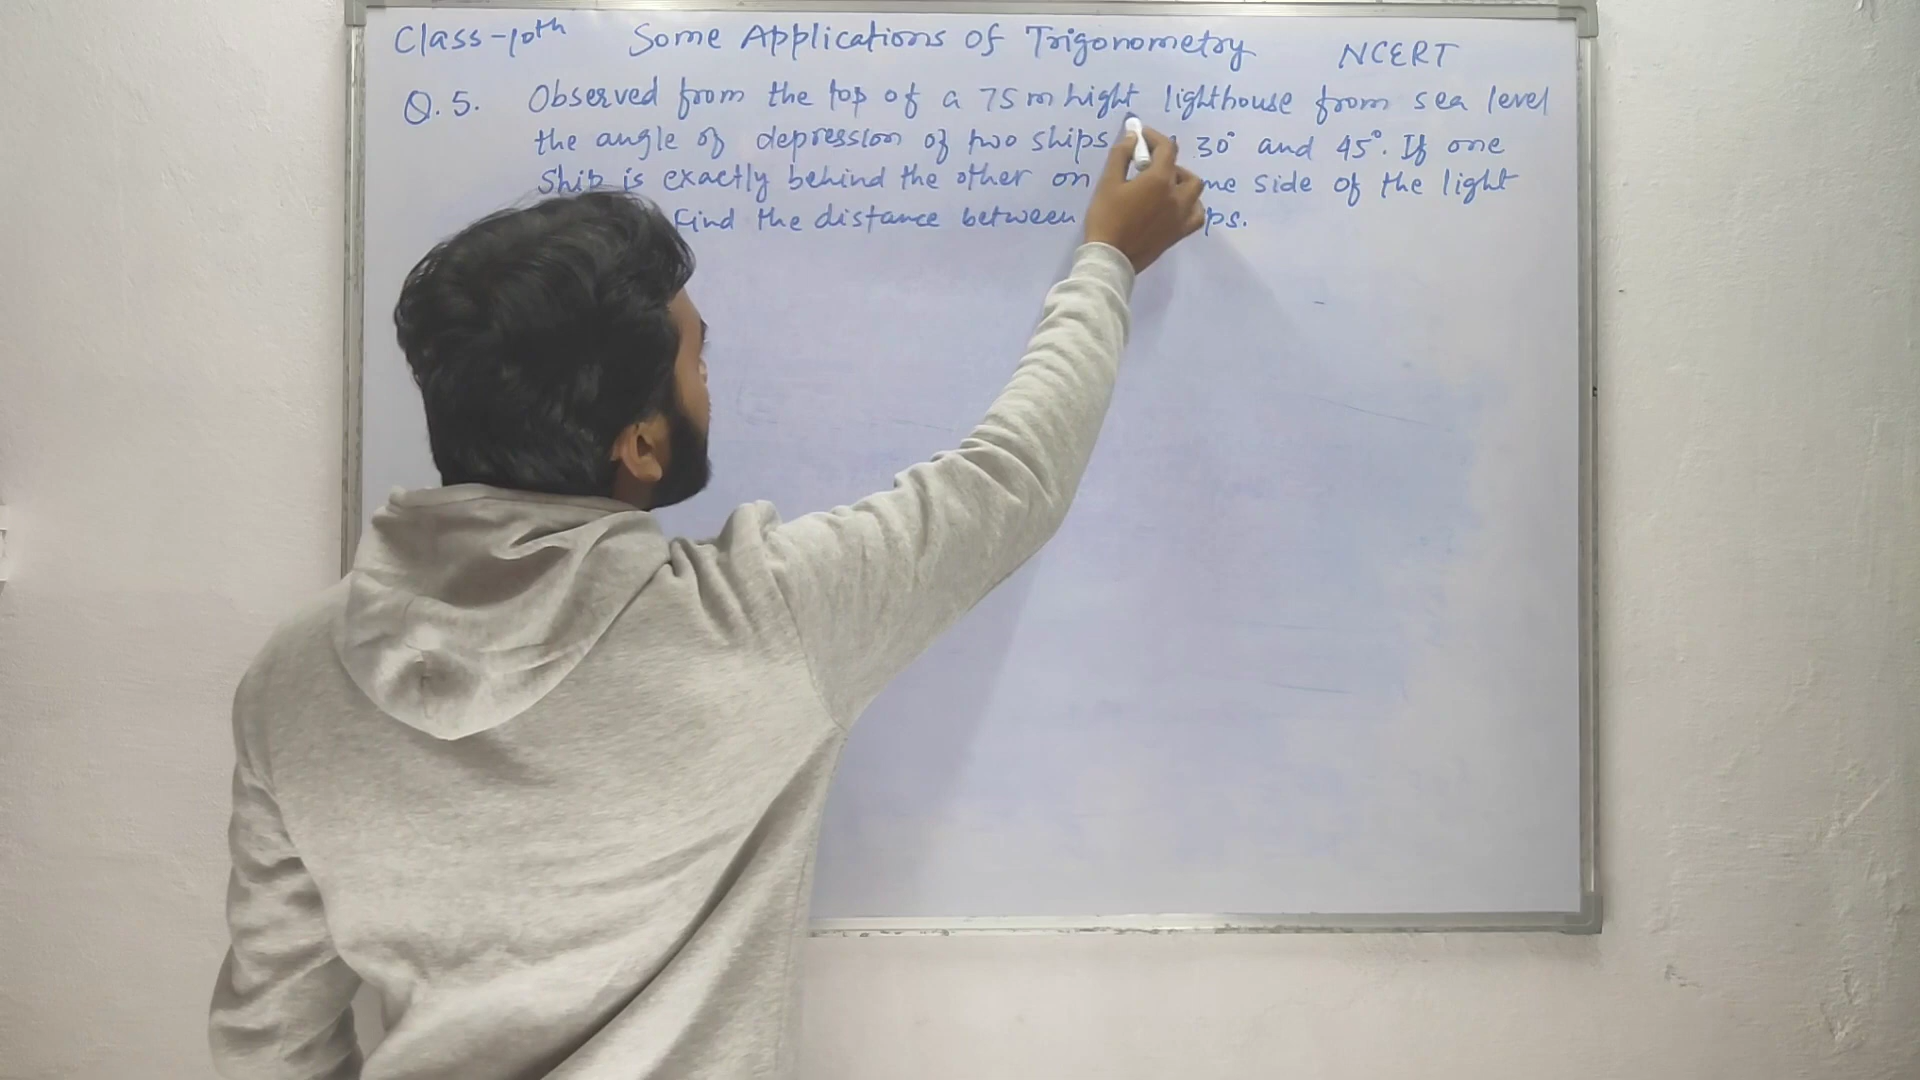 Class-10th Some Applications of Trigonometry NCERT
Q.5. Observed from the top of a 75 m hight lighthouse from sea level
the angle of depression of two ships 30° and 45°. If one
Ship is exactly behind the other on side of the light
Find the distance between